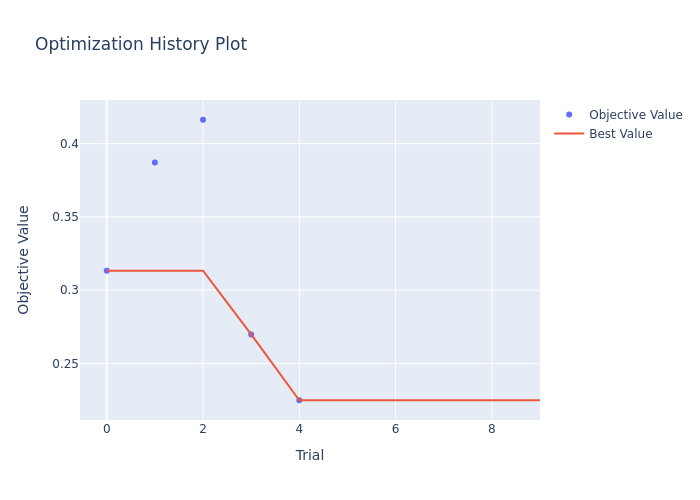 Optimization History Plot
Objective Value
Best Value
0.4
0.35
0.3
0.25
Objective Value
0 2 4 6 8
Trial